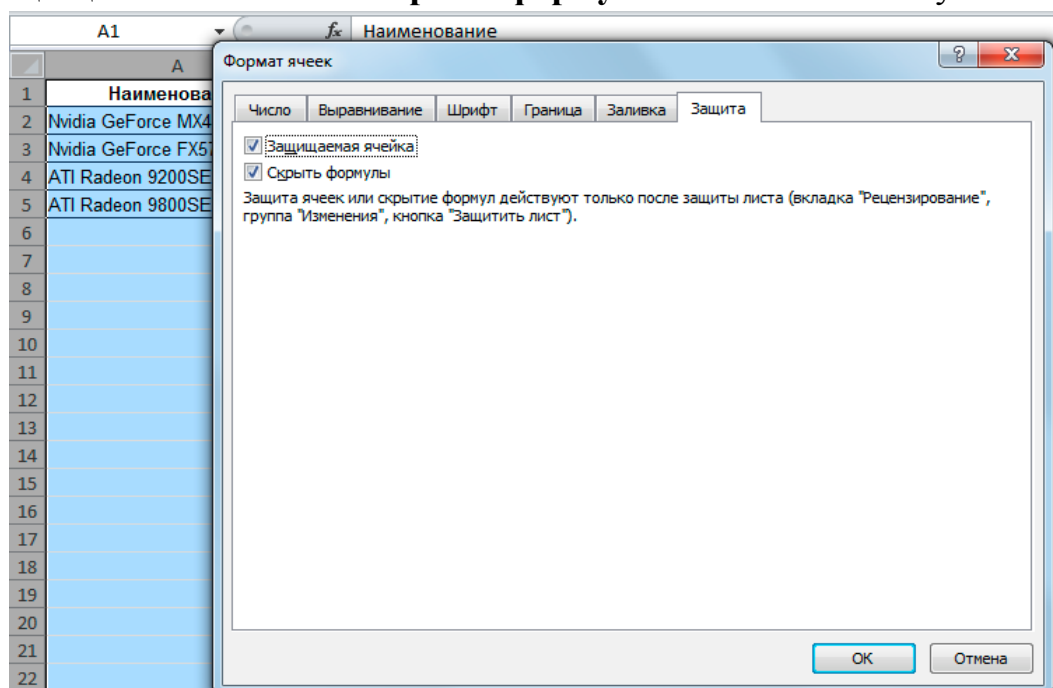 A1 fx Наименование
Формат ячеек
A
Число Выравнивание Шрифт Граница Заливка Защита
1 Наименова
2 Nvidia GeForce MX4
3 Nvidia GeForce FX57
4 ATI Radeon 9200SE
5 ATI Radeon 9800SE
6
7
8
9
10
11
12
13
14
15
16
17
18
19
20
21
22
Защищаемая ячейка
Скрыть формулы
Защита ячеек или скрытие формул действуют только после защиты листа (вкладка "Рецензирование",
группа "Изменения", кнопка "Защитить лист").
ОК Отмена